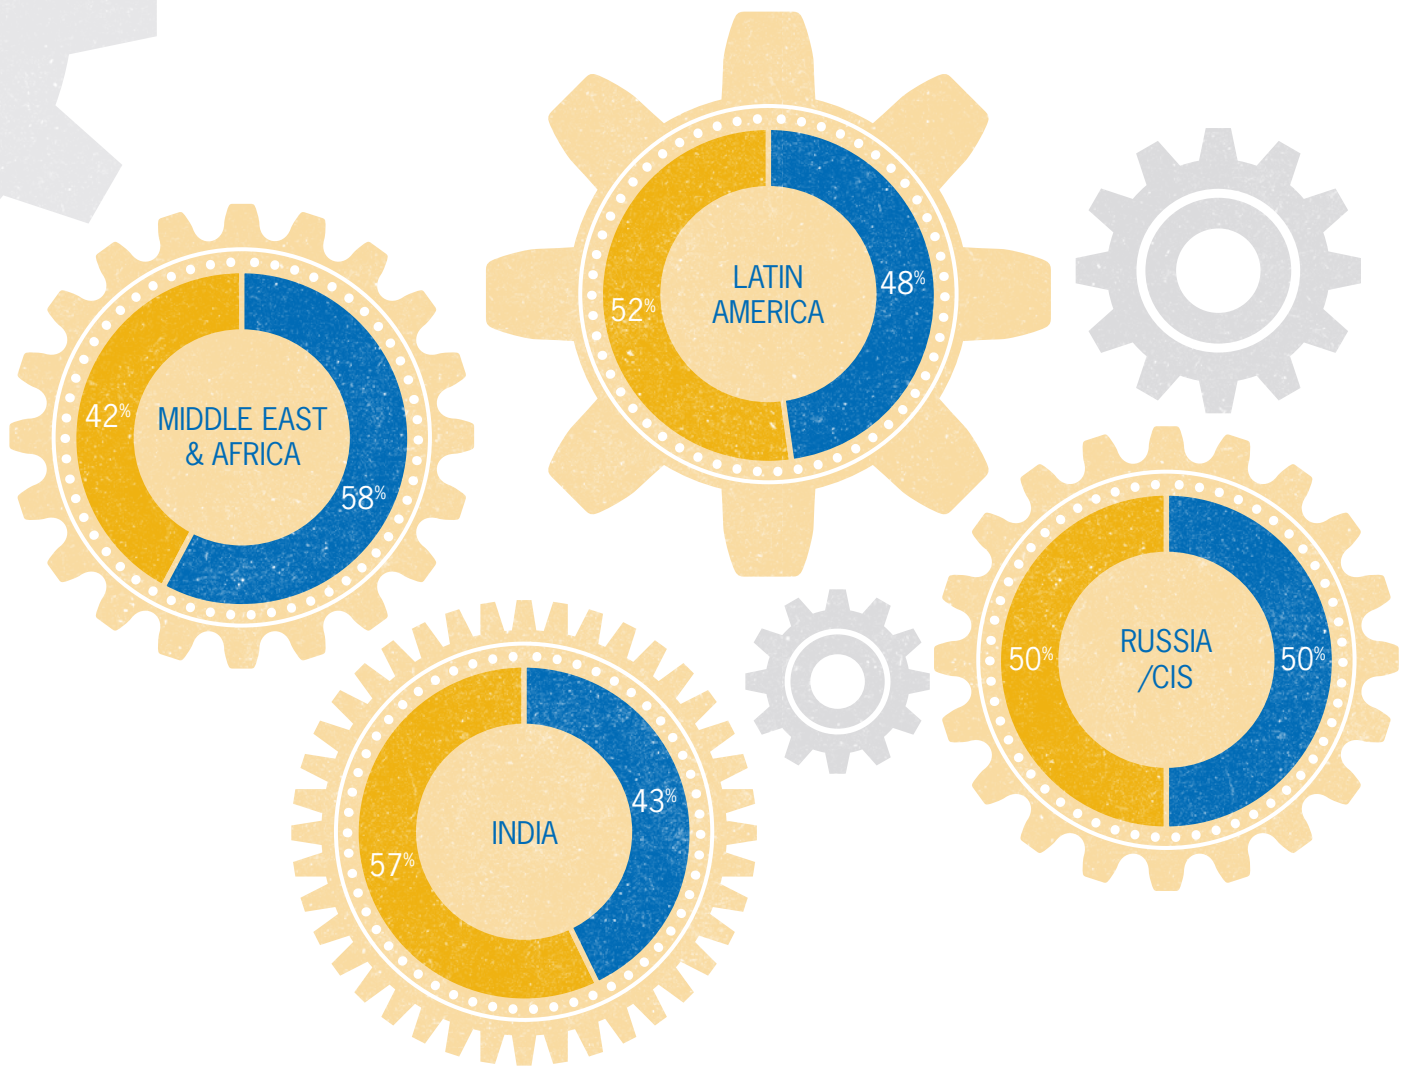 LATIN
AMERICA
52%
48%
MIDDLE EAST
& AFRICA
42%
58%
RUSSIA
/CIS
50%
50%
INDIA
43%
57%